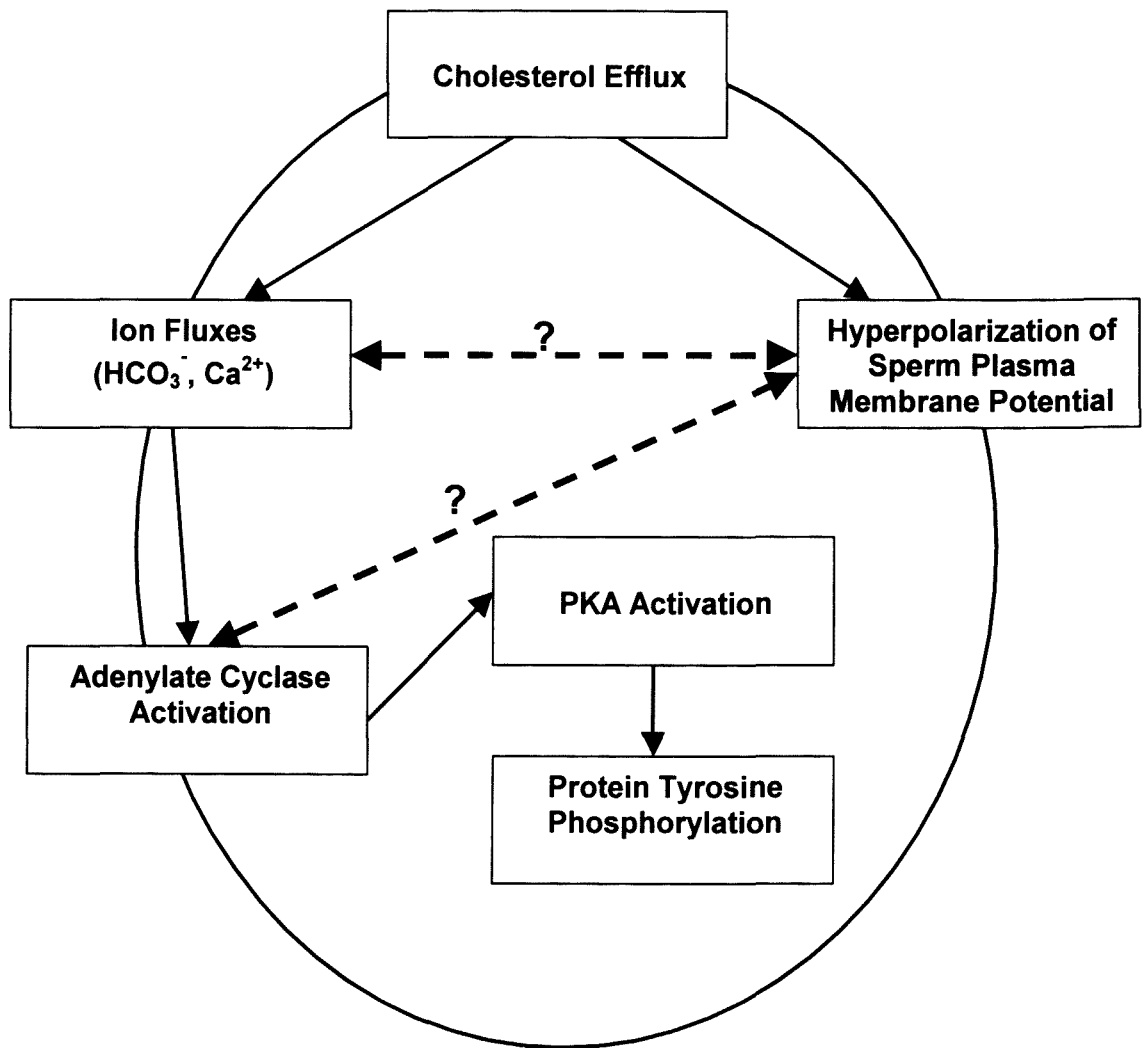 Cholesterol Efflux
Ion Fluxes
(HCO₃⁻, Ca²⁺)
?
Hyperpolarization of
Sperm Plasma
Membrane Potential
?
PKA Activation
Adenylate Cyclase
Activation
Protein Tyrosine
Phosphorylation